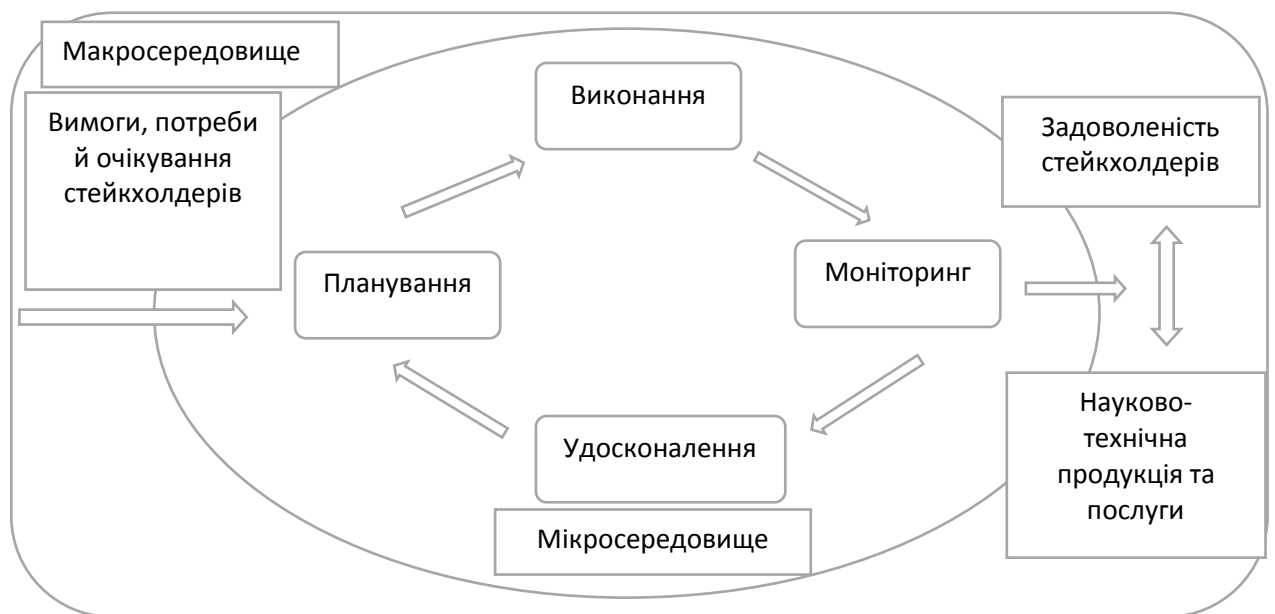 Макросередовище
Вимоги, потреби
й очікування
стейкхолдерів
Виконання
Задоволеність
стейкхолдерів
Планування
Моніторинг
Удосконалення
Мікросередовище
Науково-
технічна
продукція та
послуги